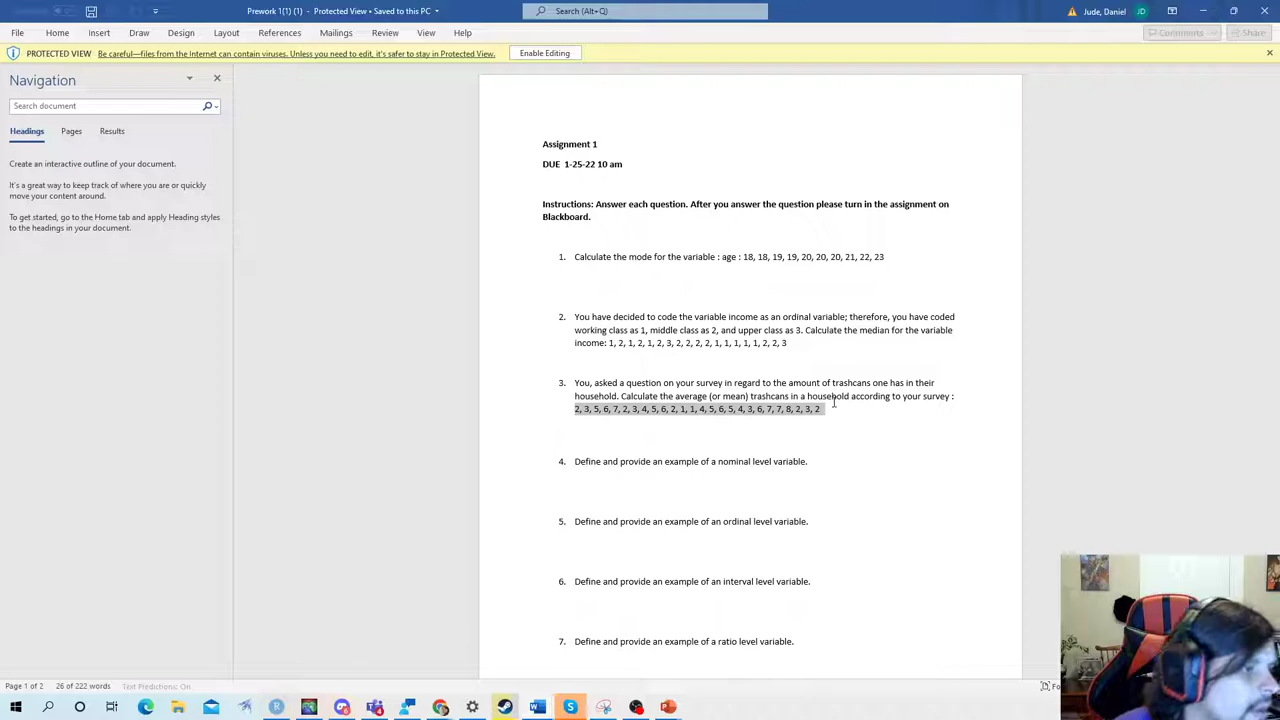 Prework 1(1) (1) - Protected View • Saved to this PC
Search (Alt+Q)
Jude, Daniel
JD
File Home Insert Draw Design Layout References Mailings Review View Help
Comments Share
PROTECTED VIEW Be careful—files from the Internet can contain viruses. Unless you need to edit, it's safer to stay in Protected View. Enable Editing
Navigation
Search document
Headings Pages Results
Create an interactive outline of your document.
It's a great way to keep track of where you are or quickly
move your content around.
To get started, go to the Home tab and apply Heading styles
to the headings in your document.
Assignment 1
DUE 1-25-22 10 am
Instructions: Answer each question. After you answer the question please turn in the assignment on
Blackboard.
1. Calculate the mode for the variable : age : 18, 18, 19, 19, 20, 20, 20, 21, 22, 23
2. You have decided to code the variable income as an ordinal variable; therefore, you have coded
working class as 1, middle class as 2, and upper class as 3. Calculate the median for the variable
income: 1, 2, 1, 2, 1, 2, 3, 2, 2, 2, 2, 1, 1, 1, 1, 1, 2, 2, 3
3. You, asked a question on your survey in regard to the amount of trashcans one has in their
household. Calculate the average (or mean) trashcans in a household according to your survey :
2, 3, 5, 6, 7, 2, 3, 4, 5, 6, 2, 1, 1, 4, 5, 6, 5, 4, 3, 6, 7, 7, 8, 2, 3, 2
4. Define and provide an example of a nominal level variable.
5. Define and provide an example of an ordinal level variable.
6. Define and provide an example of an interval level variable.
7. Define and provide an example of a ratio level variable.
Page 1 of 2 26 of 222 words Text Predictions: On
Fo